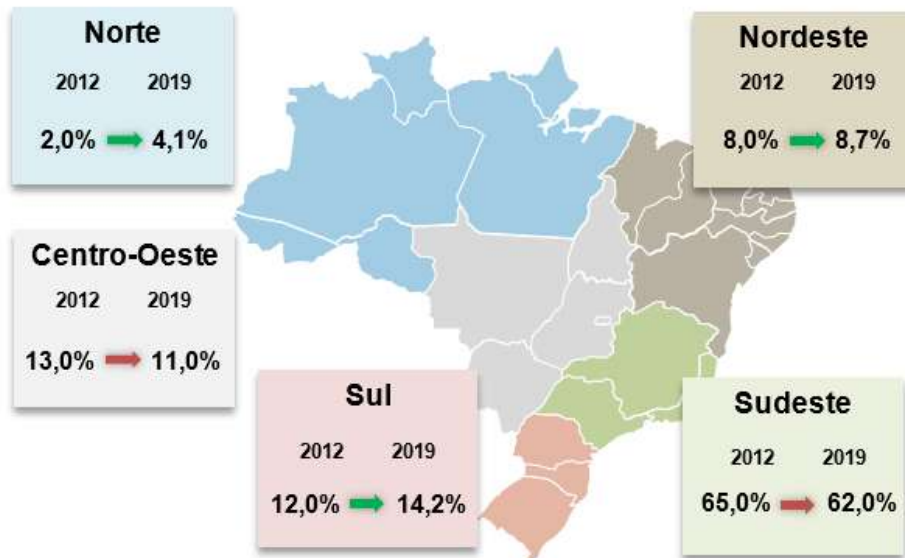 Norte
2012 2019
2,0% 4,1%
Nordeste
2012 2019
8,0% 8,7%
Centro-Oeste
2012 2019
13,0% 11,0%
Sul
2012 2019
12,0% 14,2%
Sudeste
2012 2019
65,0% 62,0%